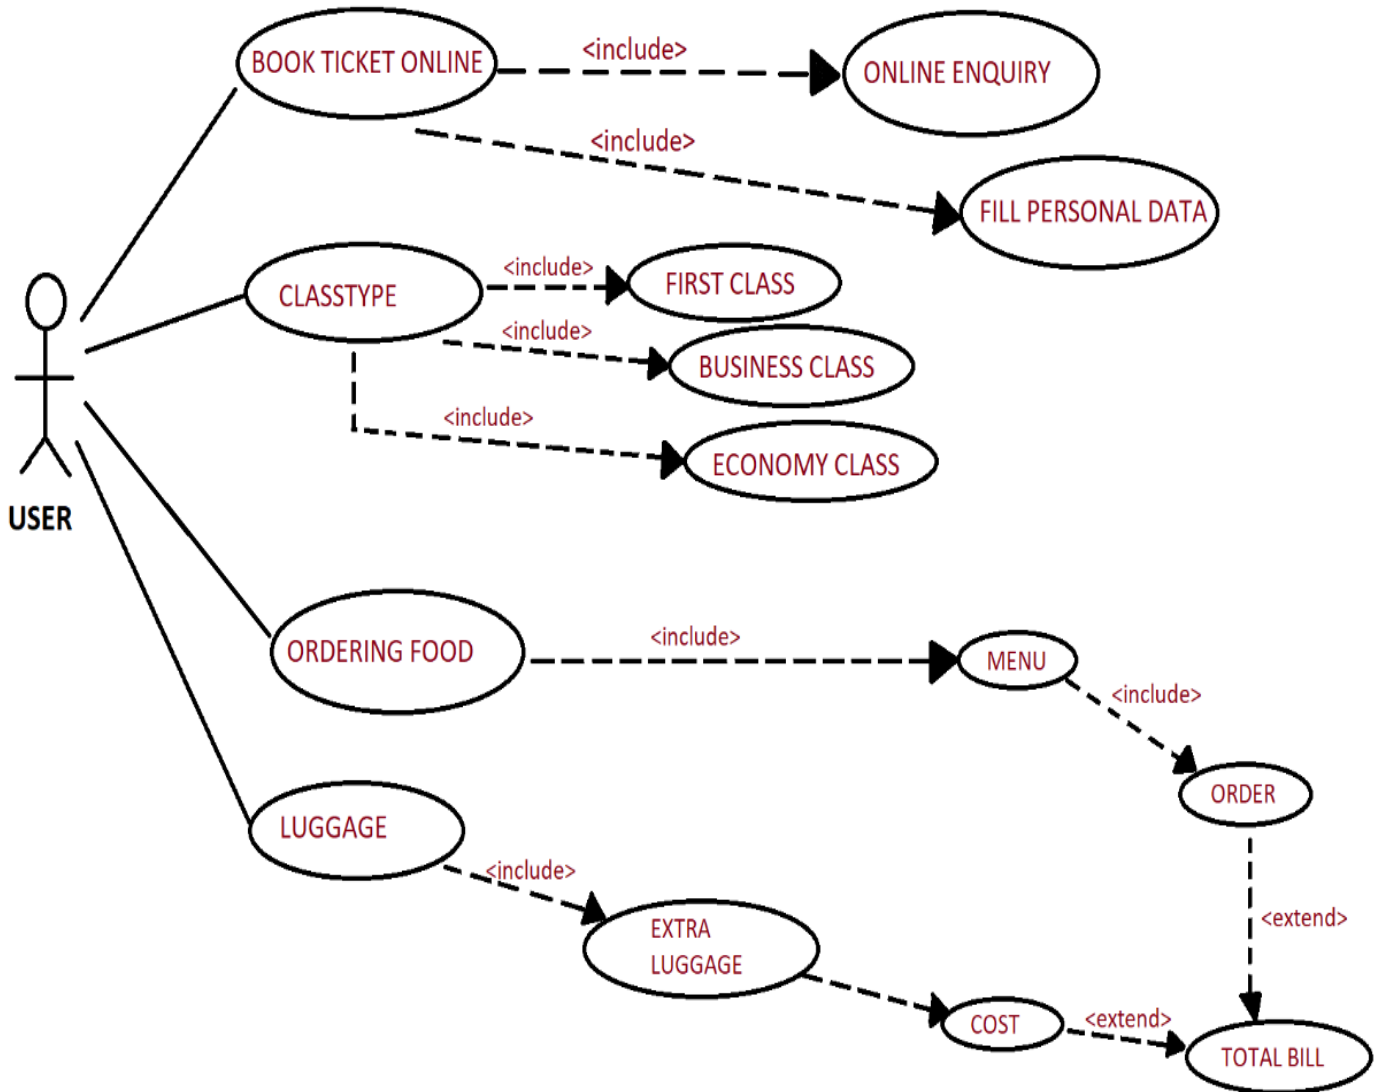 BOOK TICKET ONLINE
<include>
ONLINE ENQUIRY
<include>
FILL PERSONAL DATA
CLASSTYPE
<include>
FIRST CLASS
<include>
BUSINESS CLASS
<include>
ECONOMY CLASS
USER
ORDERING FOOD
<include>
MENU
<include>
ORDER
LUGGAGE
<include>
EXTRA
LUGGAGE
<extend>
COST
<extend>
TOTAL BILL